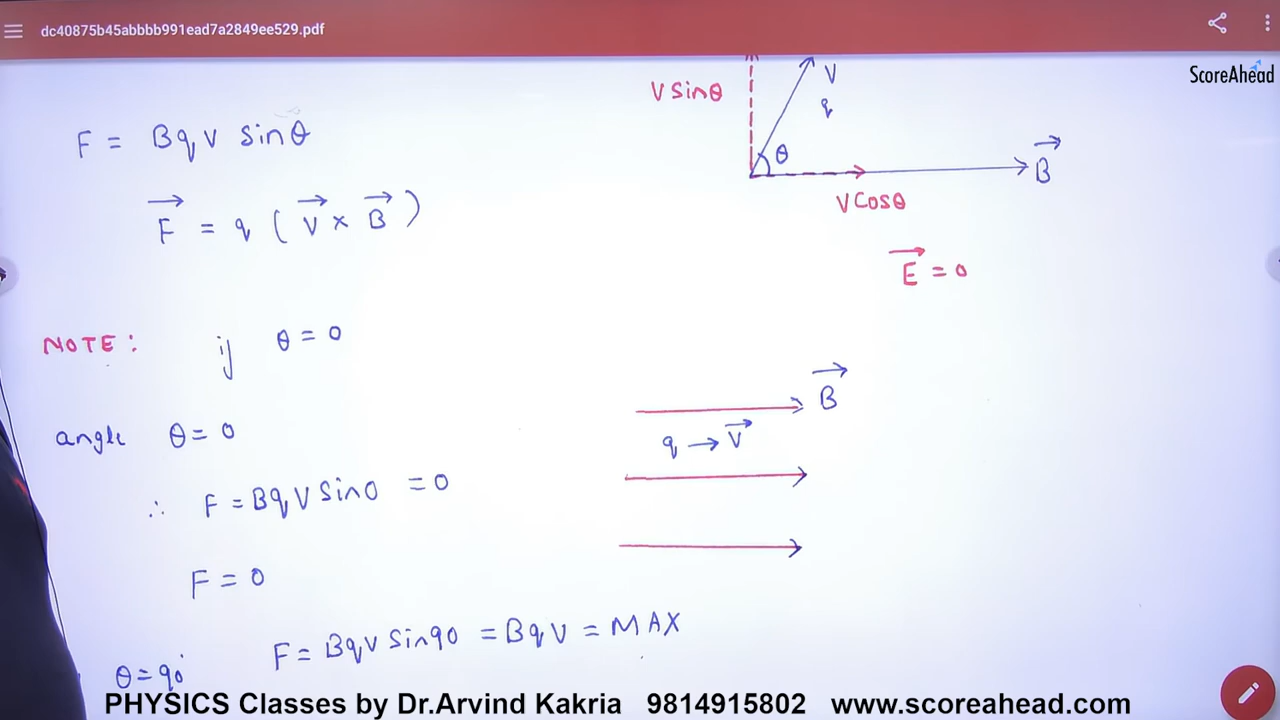 dc40875b45abbbb991ead7a2849ee529.pdf
ScoreAhead
V Sinθ
V
q
θ
B
V Cosθ
F = BqV Sinθ
F = q ( V × B )
E = 0
NOTE : if θ = 0
B
angle θ = 0
q → V
∴ F = BqV Sin0 = 0
F = 0
F = BqV Sin90 = BqV = MAX
θ = 90°
PHYSICS Classes by Dr.Arvind Kakria 9814915802 www.scoreahead.com